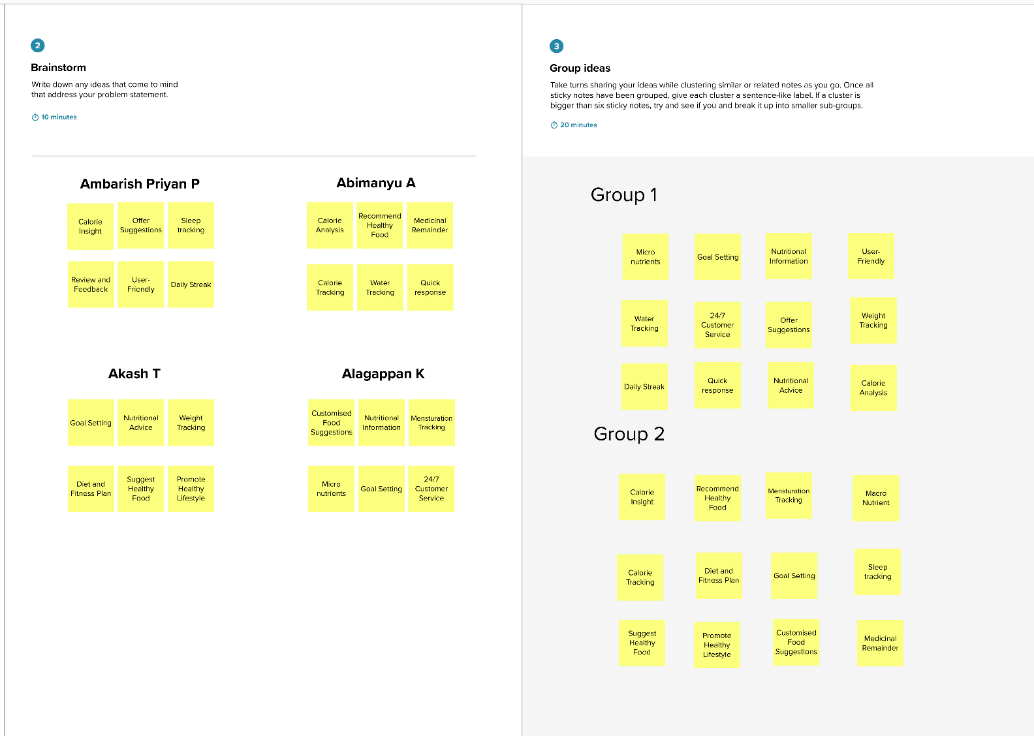 2
Brainstorm
Write down any ideas that come to mind
that address your problem statement.
10 minutes
Ambarish Priyan P
Calorie
Insight
Offer
Suggestions
Sleep
tracking
Review and
Feedback
User-
Friendly
Daily Streak
Abimanyu A
Calorie
Analysis
Recommend
Healthy
Food
Medicinal
Remainder
Calorie
Tracking
Water
Tracking
Quick
response
Akash T
Goal Setting
Nutritional
Advice
Weight
Tracking
Diet and
Fitness Plan
Suggest
Healthy
Food
Promote
Healthy
Lifestyle
Alagappan K
Customised
Food
Suggestions
Nutritional
Information
Mensturation
Tracking
Micro
nutrients
Goal Setting
24/7
Customer
Service
3
Group ideas
Take turns sharing your ideas while clustering similar or related notes as you go. Once all
sticky notes have been grouped, give each cluster a sentence-like label. If a cluster is
bigger than six sticky notes, try and see if you and break it up into smaller sub-groups.
20 minutes
Group 1
Micro
nutrients
Goal Setting
Nutritional
Information
User-
Friendly
Water
Tracking
24/7
Customer
Service
Offer
Suggestions
Weight
Tracking
Daily Streak
Quick
response
Nutritional
Advice
Calorie
Analysis
Group 2
Calorie
Insight
Recommend
Healthy
Food
Mensturation
Tracking
Macro
Nutrient
Calorie
Tracking
Diet and
Fitness Plan
Goal Setting
Sleep
tracking
Suggest
Healthy
Food
Promote
Healthy
Lifestyle
Customised
Food
Suggestions
Medicinal
Remainder